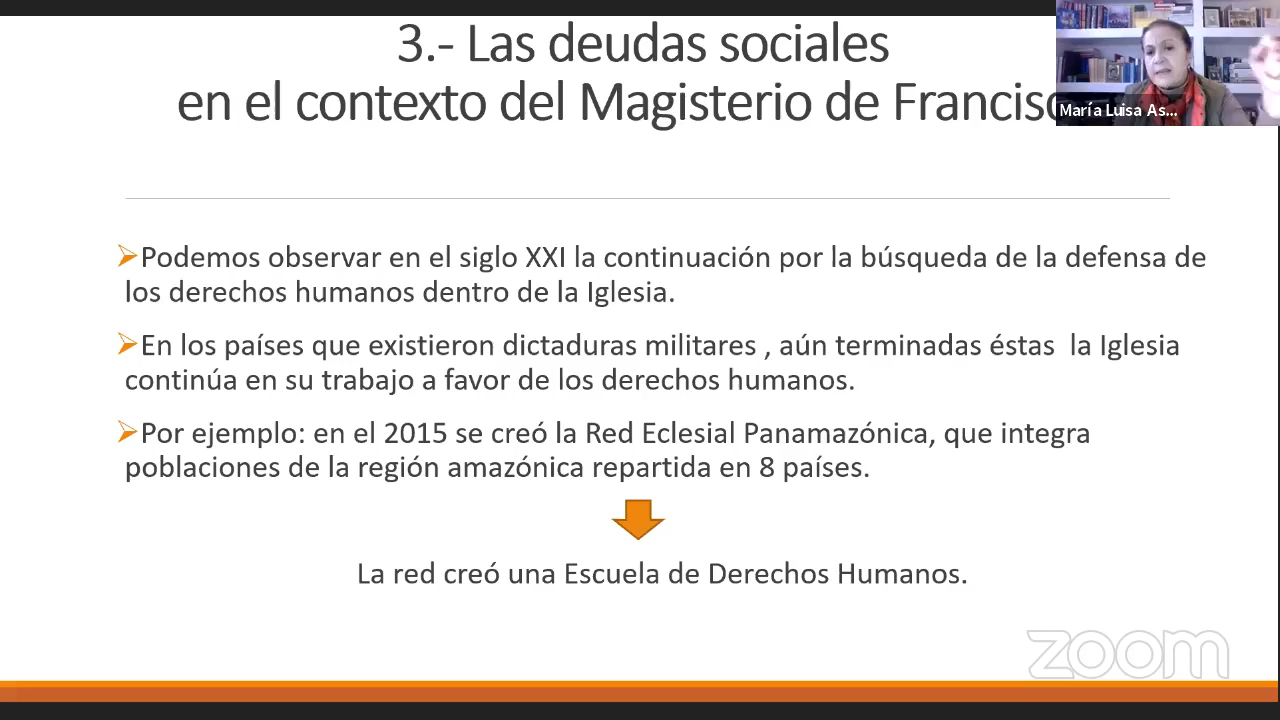 3.- Las deudas sociales
en el contexto del Magisterio de
María Luisa As...
➢Podemos observar en el siglo XXI la continuación por la búsqueda de la defensa de
los derechos humanos dentro de la Iglesia.
➢En los países que existieron dictaduras militares , aún terminadas éstas la Iglesia
continúa en su trabajo a favor de los derechos humanos.
➢Por ejemplo: en el 2015 se creó la Red Eclesial Panamazónica, que integra
poblaciones de la región amazónica repartida en 8 países.
La red creó una Escuela de Derechos Humanos.
zoom